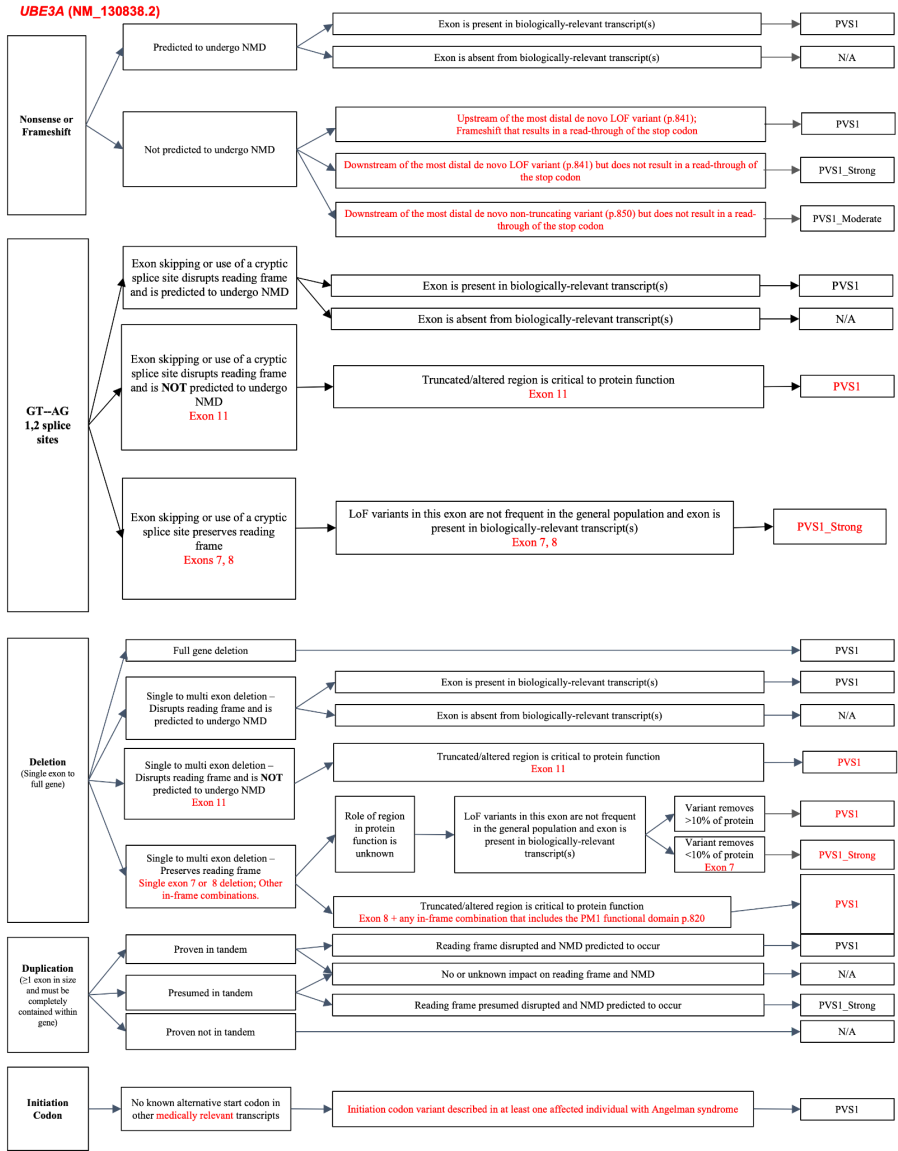 UBE3A (NM_130838.2)
Nonsense or
Frameshift
Predicted to undergo NMD
Exon is present in biologically-relevant transcript(s)
PVS1
Exon is absent from biologically-relevant transcript(s)
N/A
Not predicted to undergo NMD
Upstream of the most distal de novo LOF variant (p.841);
Frameshift that results in a read-through of the stop codon
PVS1
Downstream of the most distal de novo LOF variant (p.841) but does not result in a read-through of
the stop codon
PVS1_Strong
Downstream of the most distal de novo non-truncating variant (p.850) but does not result in a read-
through of the stop codon
PVS1_Moderate
GT--AG
1,2 splice
sites
Exon skipping or use of a cryptic
splice site disrupts reading frame
and is predicted to undergo NMD
Exon is present in biologically-relevant transcript(s)
PVS1
Exon is absent from biologically-relevant transcript(s)
N/A
Exon skipping or use of a cryptic
splice site disrupts reading frame
and is NOT predicted to undergo
NMD
Exon 11
Truncated/altered region is critical to protein function
Exon 11
PVS1
Exon skipping or use of a cryptic
splice site preserves reading
frame
Exons 7, 8
LoF variants in this exon are not frequent in the general population and exon is
present in biologically-relevant transcript(s)
Exon 7, 8
PVS1_Strong
Deletion
(Single exon to
full gene)
Full gene deletion
PVS1
Single to multi exon deletion –
Disrupts reading frame and is
predicted to undergo NMD
Exon is present in biologically-relevant transcript(s)
PVS1
Exon is absent from biologically-relevant transcript(s)
N/A
Single to multi exon deletion –
Disrupts reading frame and is NOT
predicted to undergo NMD
Exon 11
Truncated/altered region is critical to protein function
Exon 11
PVS1
Single to multi exon deletion –
Preserves reading frame
Single exon 7 or 8 deletion; Other
in-frame combinations.
Role of region
in protein
function is
unknown
LoF variants in this exon are not frequent
in the general population and exon is
present in biologically-relevant
transcript(s)
Variant removes
>10% of protein
PVS1
Variant removes
<10% of protein
Exon 7
PVS1_Strong
Truncated/altered region is critical to protein function
Exon 8 + any in-frame combination that includes the PM1 functional domain p.820
PVS1
Duplication
(≥1 exon in size
and must be
completely
contained within
gene)
Proven in tandem
Reading frame disrupted and NMD predicted to occur
PVS1
Presumed in tandem
No or unknown impact on reading frame and NMD
N/A
Reading frame presumed disrupted and NMD predicted to occur
PVS1_Strong
Proven not in tandem
N/A
Initiation
Codon
No known alternative start codon in
other medically relevant transcripts
Initiation codon variant described in at least one affected individual with Angelman syndrome
PVS1